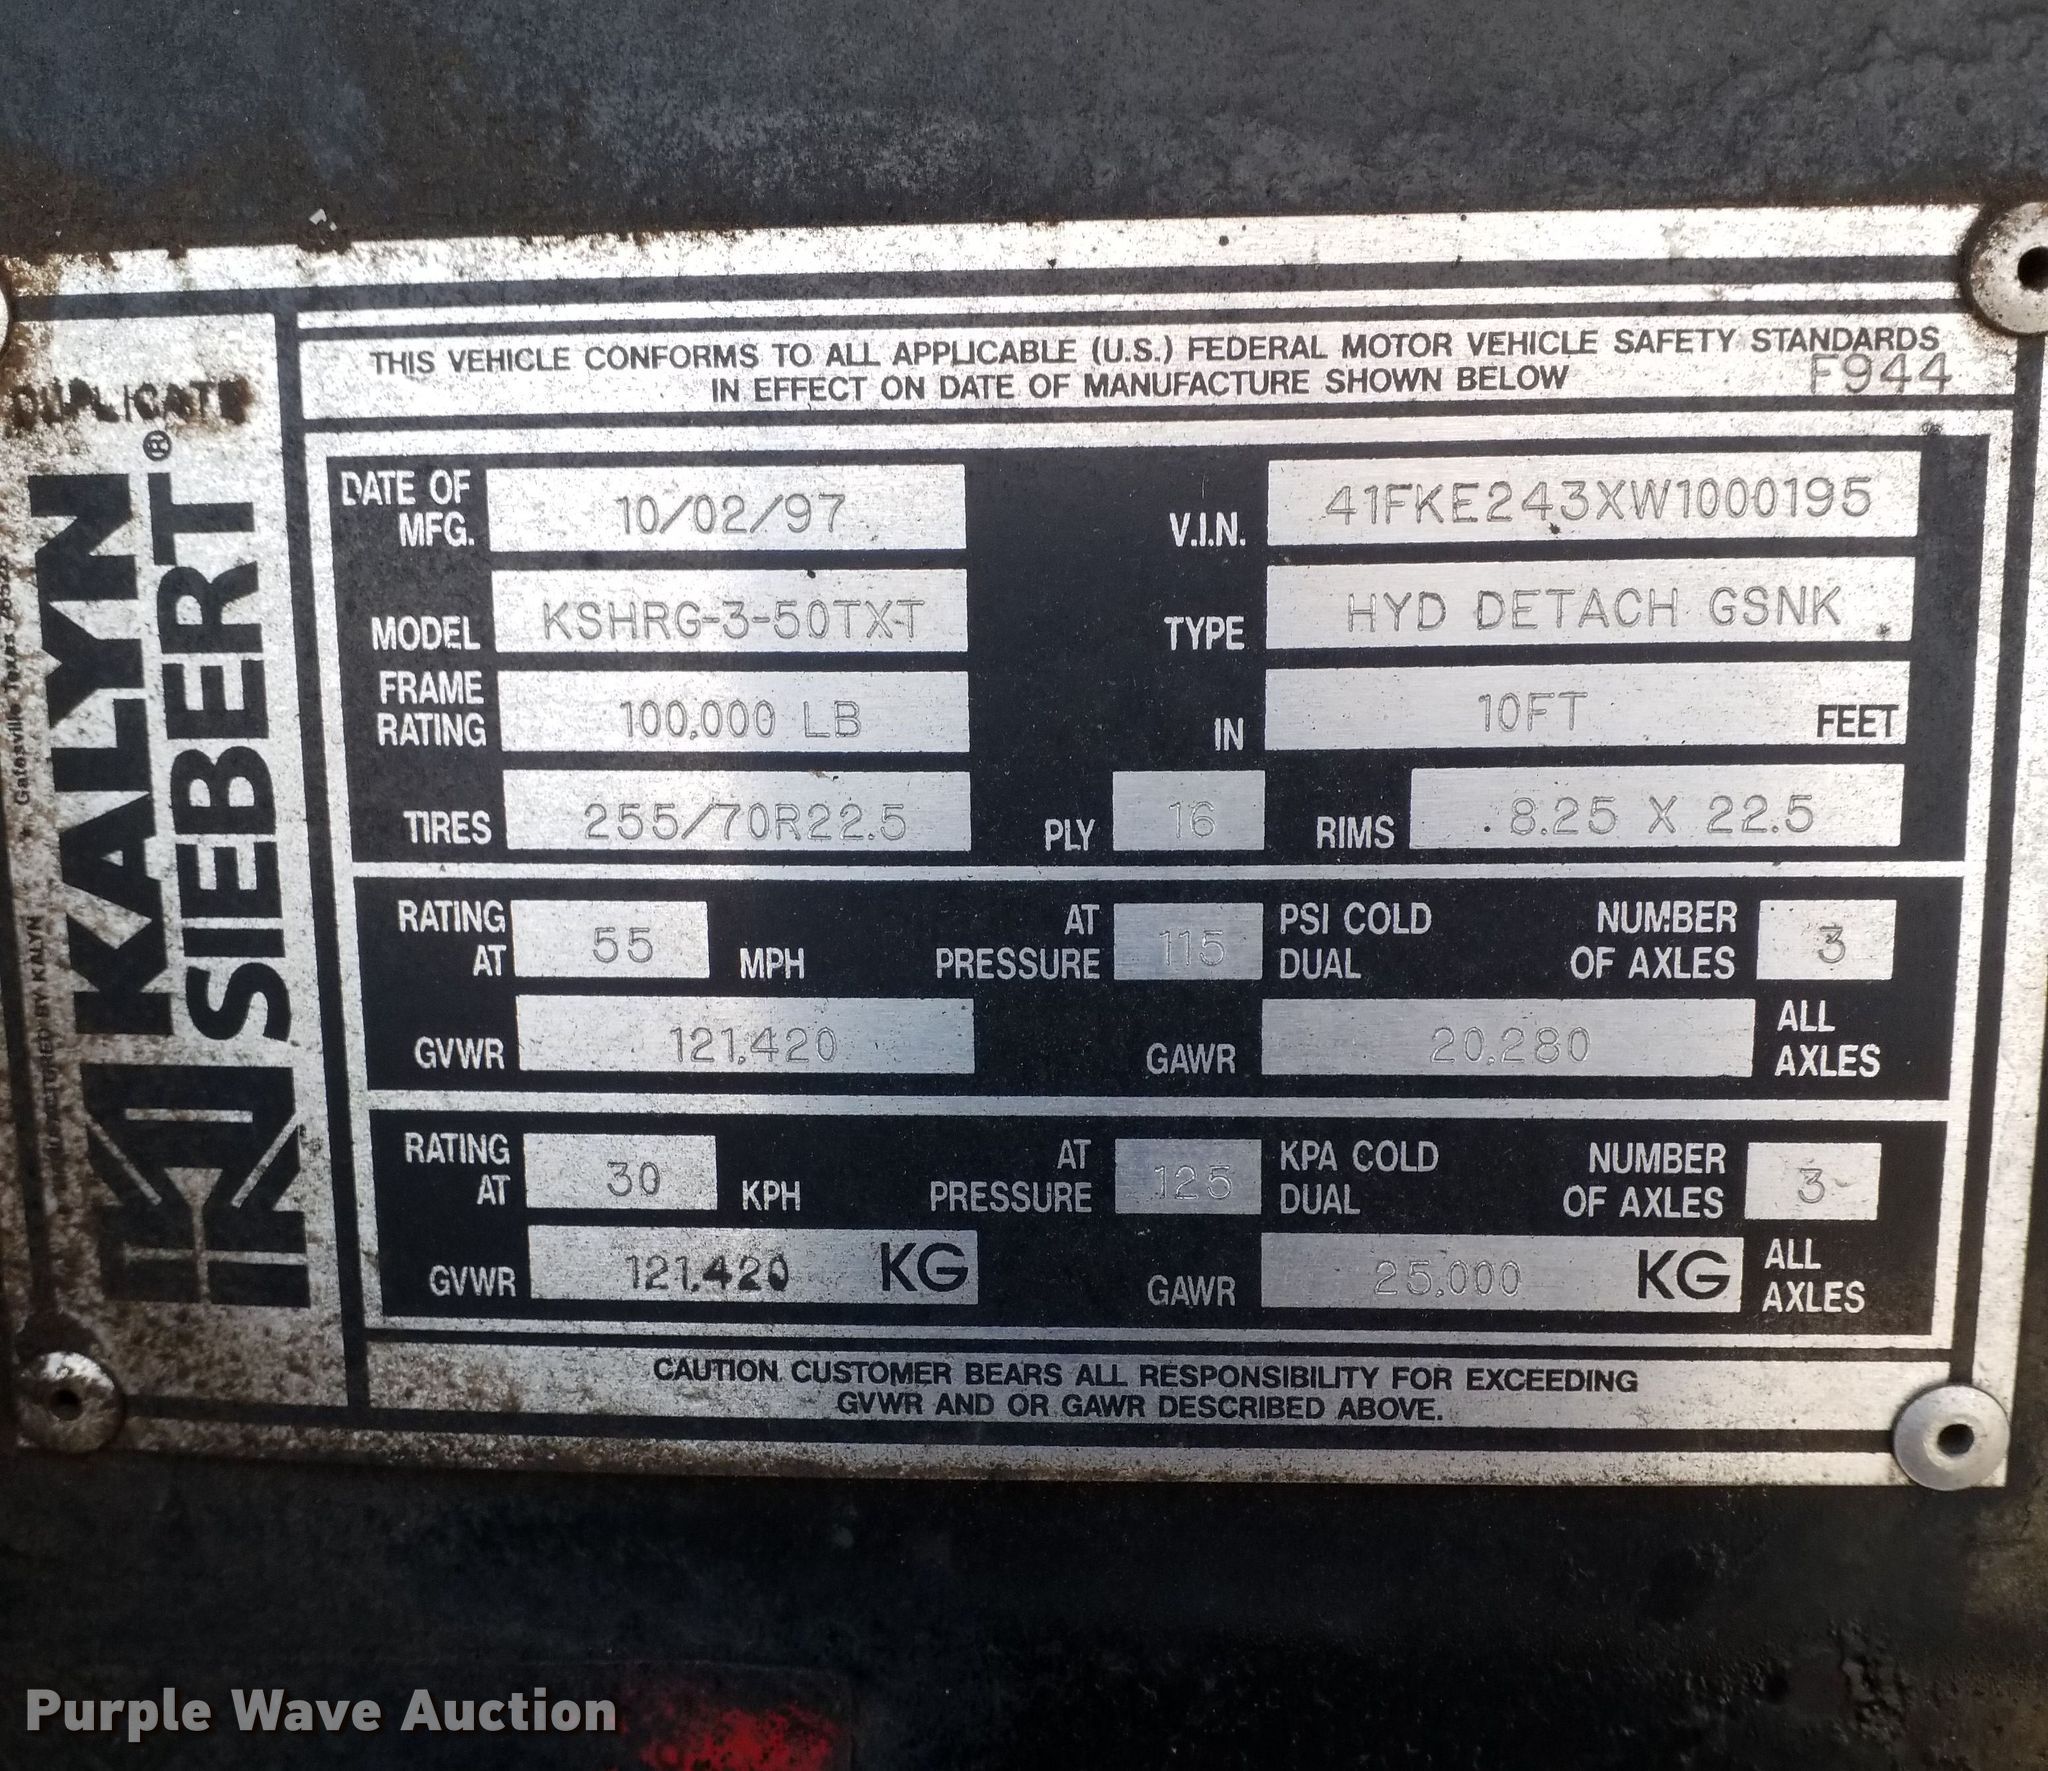 DUPLICATE
KALYN
SIEBERT®
THIS VEHICLE CONFORMS TO ALL APPLICABLE (U.S.) FEDERAL MOTOR VEHICLE SAFETY STANDARDS
IN EFFECT ON DATE OF MANUFACTURE SHOWN BELOW
F944
DATE OF MFG. 10/02/97 V.I.N. 41FKE243XW1000195
MODEL KSHRG-3-50TXT TYPE HYD DETACH GSNK
FRAME RATING 100,000 LB IN 10FT FEET
TIRES 255/70R22.5 PLY 16 RIMS 8.25 X 22.5
RATING AT 55 MPH AT PRESSURE 115 PSI COLD DUAL NUMBER OF AXLES 3
GVWR 121,420 GAWR 20,280 ALL AXLES
RATING AT 30 KPH AT PRESSURE 125 KPA COLD DUAL NUMBER OF AXLES 3
GVWR 121,420 KG GAWR 25,000 KG ALL AXLES
CAUTION CUSTOMER BEARS ALL RESPONSIBILITY FOR EXCEEDING
GVWR AND OR GAWR DESCRIBED ABOVE.
BY KALYN
Gatesville Texas
Purple Wave Auction